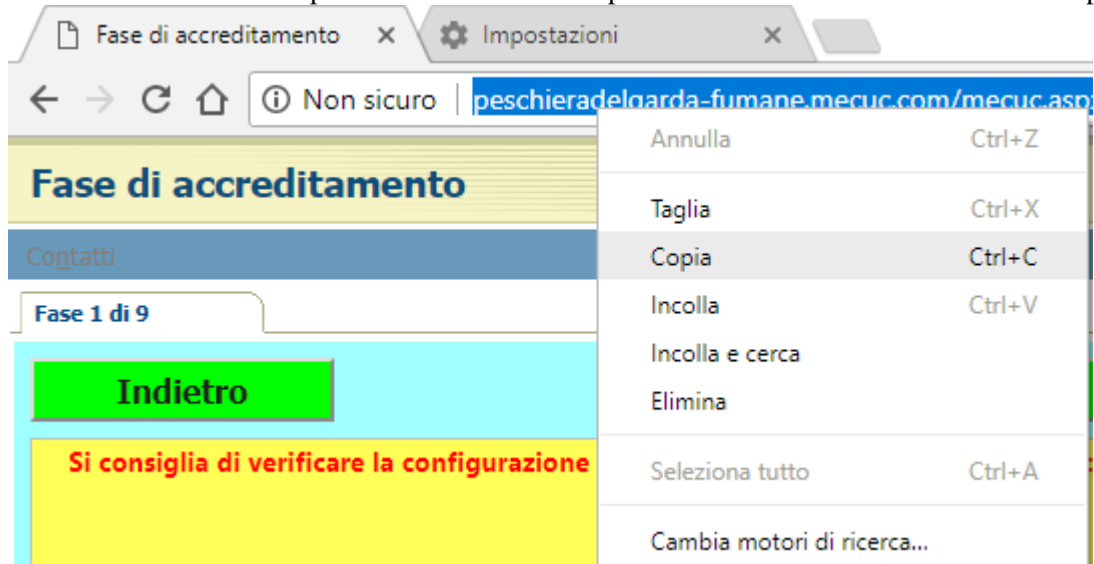 Fase di accreditamento
Impostazioni
Non sicuro
peschieradelgarda-fumane.mecuc.com/mecuc.asp
Fase di accreditamento
Contatti
Fase 1 di 9
Indietro
Si consiglia di verificare la configurazione
Annulla Ctrl+Z
Taglia Ctrl+X
Copia Ctrl+C
Incolla Ctrl+V
Incolla e cerca
Elimina
Seleziona tutto Ctrl+A
Cambia motori di ricerca...